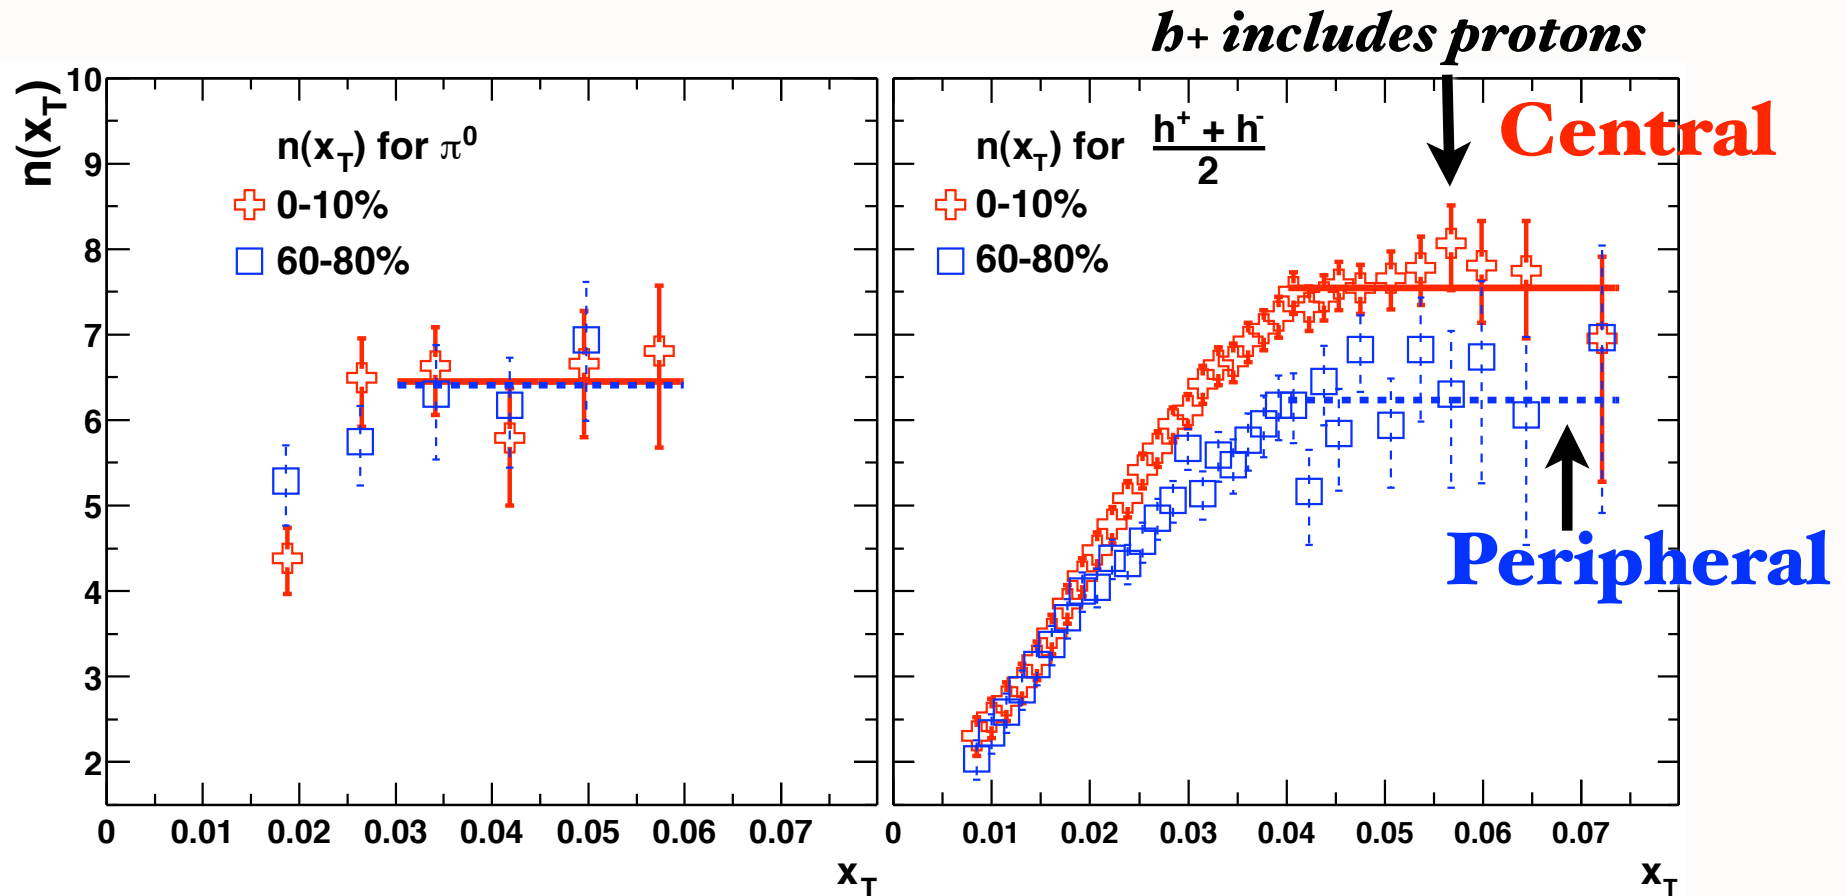 h+ includes protons
n(x_T)
10
9
8
7
6
5
4
3
2
n(x_T) for π⁰
0-10%
60-80%
0 0.01 0.02 0.03 0.04 0.05 0.06 0.07
x_T
n(x_T) for h⁺ + h⁻
2
0-10%
60-80%
Central
Peripheral
0 0.01 0.02 0.03 0.04 0.05 0.06 0.07
x_T